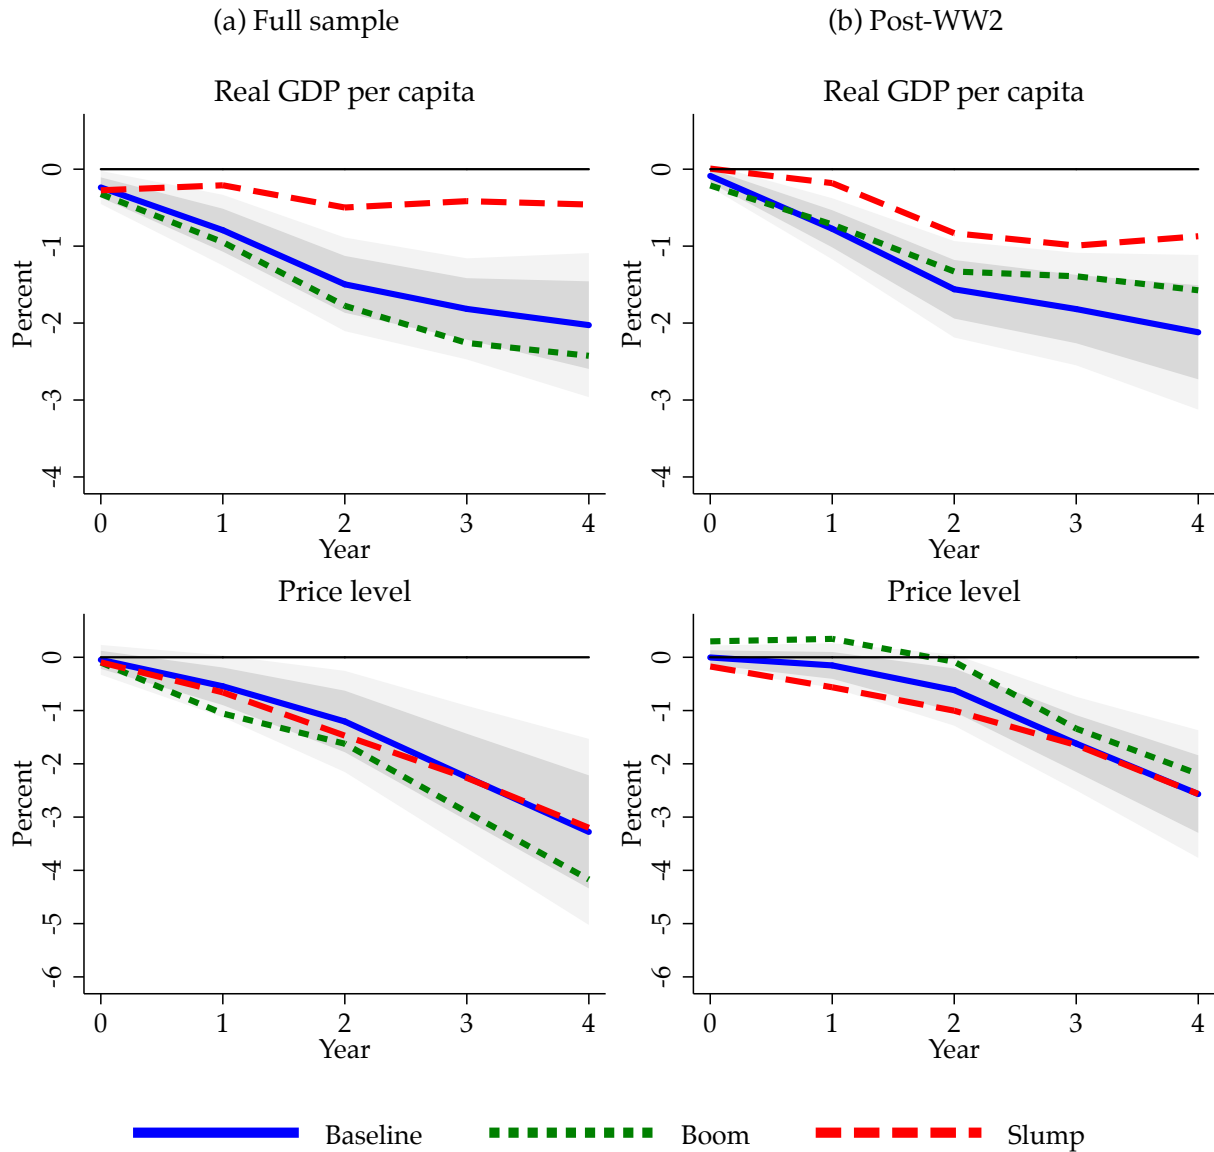 (a) Full sample
(b) Post-WW2
Real GDP per capita
Percent
0
-1
-2
-3
-4
0 1 2 3 4
Year
Real GDP per capita
Percent
0
-1
-2
-3
-4
0 1 2 3 4
Year
Price level
Percent
0
-1
-2
-3
-4
-5
-6
0 1 2 3 4
Year
Price level
Percent
0
-1
-2
-3
-4
-5
-6
0 1 2 3 4
Year
Baseline Boom Slump